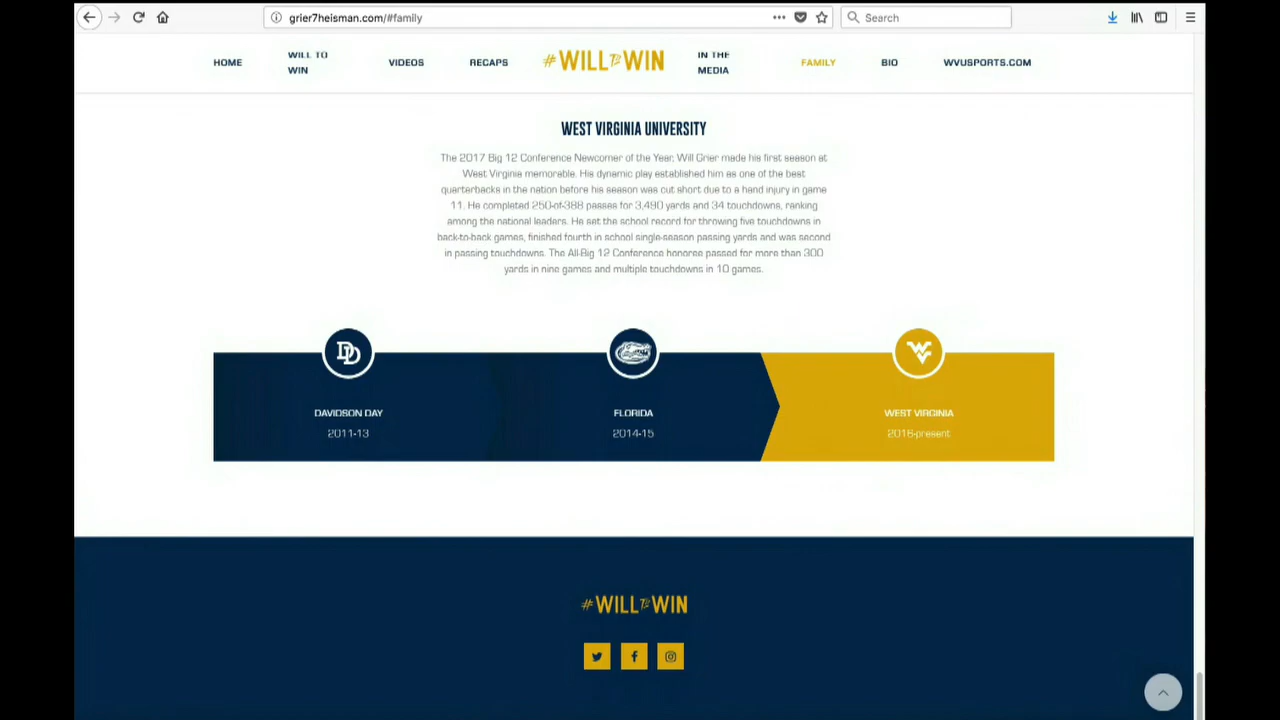 grier7heisman.com/#family
Search
HOME
WILL TO
WIN
VIDEOS
RECAPS
#WILL TO WIN
IN THE
MEDIA
FAMILY
BIO
WVUSPORTS.COM
WEST VIRGINIA UNIVERSITY
The 2017 Big 12 Conference Newcomer of the Year, Will Grier made his first season at
West Virginia memorable. His dynamic play established him as one of the best
quarterbacks in the nation before his season was cut short due to a hand injury in game
11. He completed 250-of-388 passes for 3,490 yards and 34 touchdowns, ranking
among the national leaders. He set the school record for throwing five touchdowns in
back-to-back games, finished fourth in school single-season passing yards and was second
in passing touchdowns. The All-Big 12 Conference honoree passed for more than 300
yards in nine games and multiple touchdowns in 10 games.
DD
WV
DAVIDSON DAY
2011-13
FLORIDA
2014-15
WEST VIRGINIA
2016-present
#WILL TO WIN